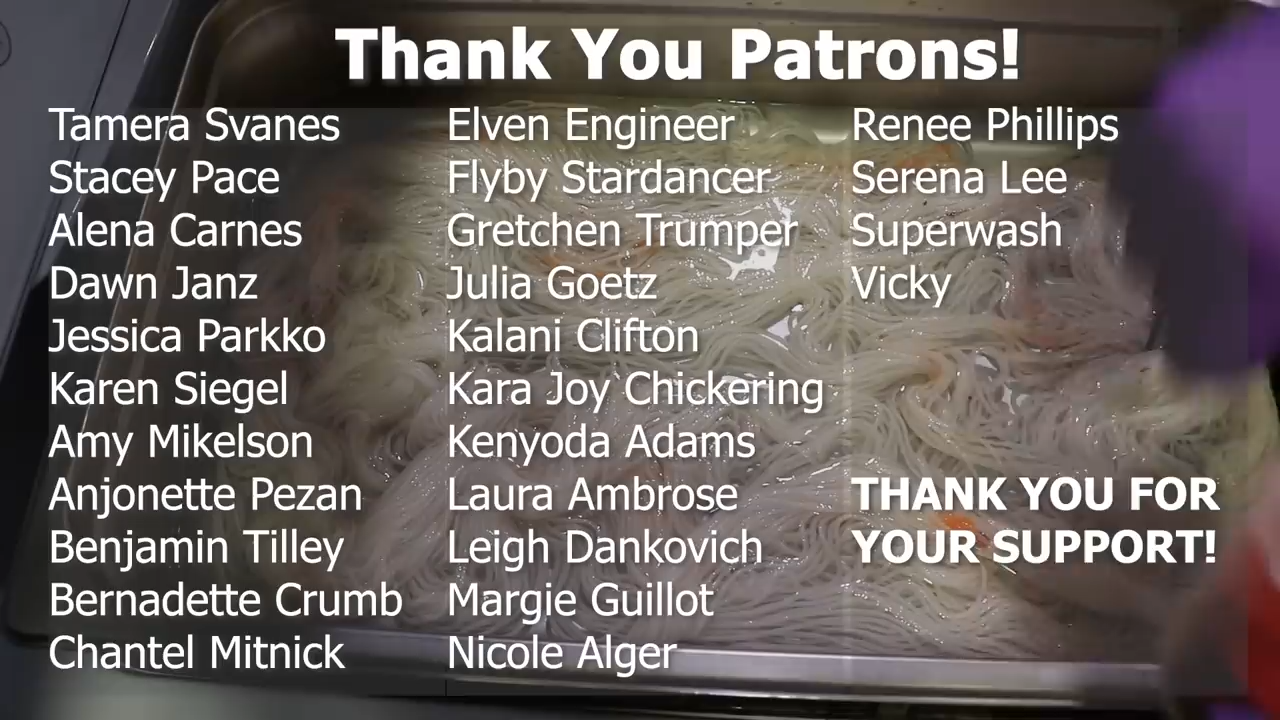 Thank You Patrons!
Tamera Svanes
Stacey Pace
Alena Carnes
Dawn Janz
Jessica Parkko
Karen Siegel
Amy Mikelson
Anjonette Pezan
Benjamin Tilley
Bernadette Crumb
Chantel Mitnick
Elven Engineer
Flyby Stardancer
Gretchen Trumper
Julia Goetz
Kalani Clifton
Kara Joy Chickering
Kenyoda Adams
Laura Ambrose
Leigh Dankovich
Margie Guillot
Nicole Alger
Renee Phillips
Serena Lee
Superwash
Vicky
THANK YOU FOR
YOUR SUPPORT!